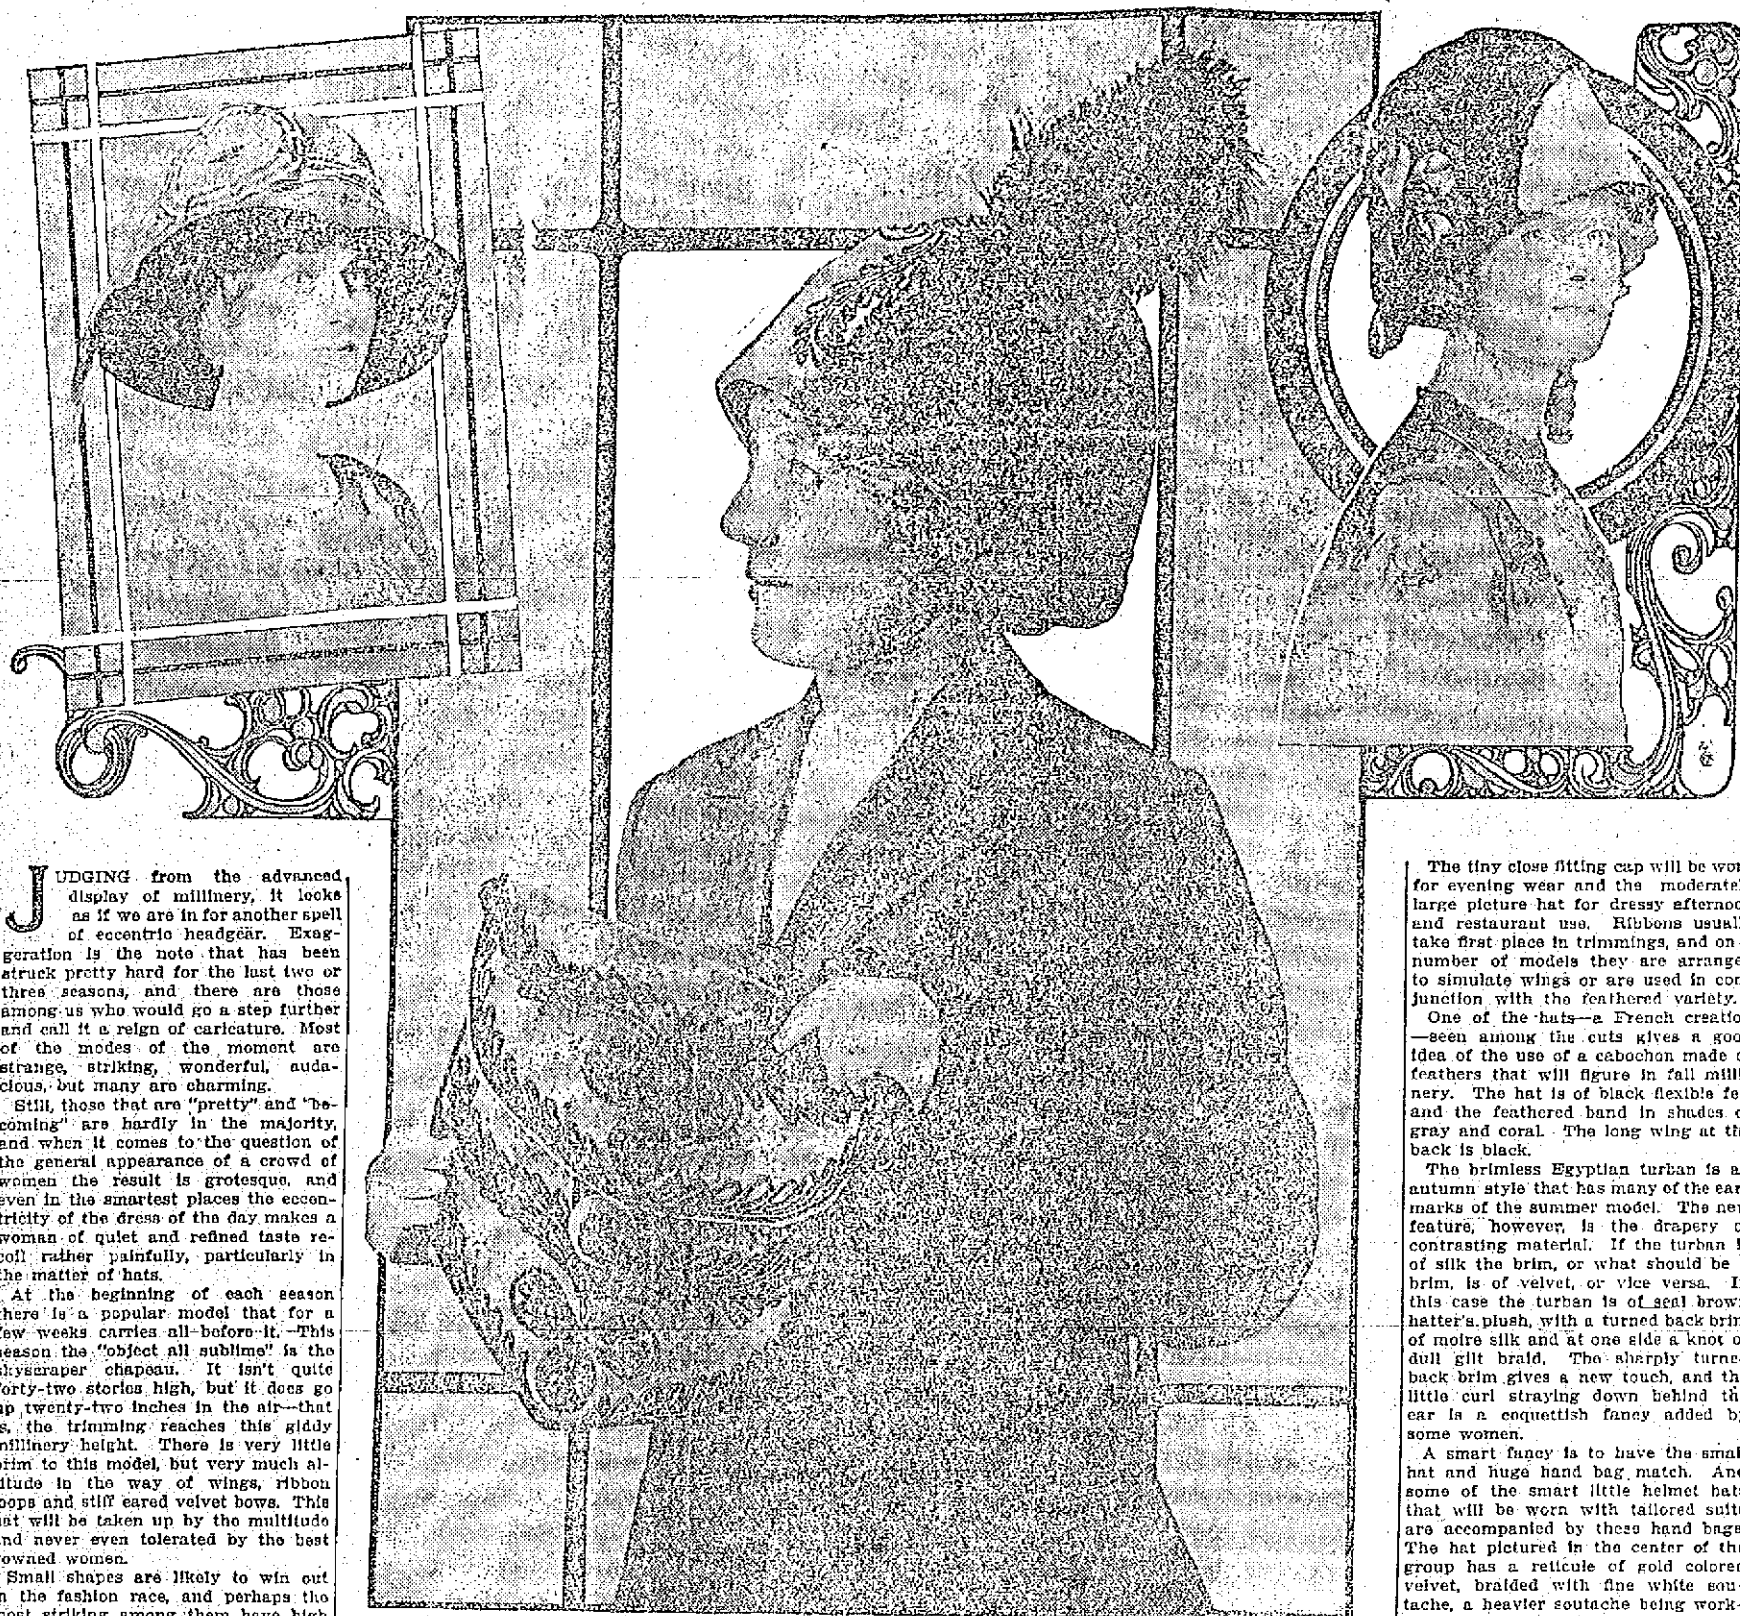 JUDGING from the advanced
display of millinery, it looks
as if we are in for another spell
of eccentric headgear. Exag-
geration is the note that has been
struck pretty hard for the last two or
three seasons, and there are those
among us who would go a step further
and call it a reign of caricature. Most
of the modes of the moment are
strange, striking, wonderful, auda-
cious, but many are charming.
Still, those that are "pretty" and "be-
coming" are hardly in the majority,
and when it comes to the question of
the general appearance of a crowd of
women the result is grotesque, and
even in the smartest places the eccen-
tricity of the dress of the day makes a
woman of quiet and refined taste re-
coil rather painfully, particularly in
the matter of hats.
At the beginning of each season
there is a popular model that for a
few weeks carries all before it. This
season the "object all sublime" is the
skyscraper chapeau. It isn't quite
forty-two stories high, but it does go
up twenty-two inches in the air—that
is, the trimming reaches this giddy
millinery height. There is very little
brim to this model, but very much al-
titude in the way of wings, ribbon
loops and stiff eared velvet bows. This
hat will be taken up by the multitude
and never even tolerated by the best
gowned women.
Small shapes are likely to win out
in the fashion race, and perhaps the
most striking among them have high
The tiny close fitting cap will be wor
for evening wear and the moderatel
large picture hat for dressy afternoo
and restaurant use. Ribbons usuall
take first place in trimmings, and on
number of models they are arrange
to simulate wings or are used in con
junction with the feathered variety.
One of the hats—a French creatio
—seen among the cuts gives a goo
idea of the use of a cabochon made o
feathers that will figure in fall milli
nery. The hat is of black flexible fe
and the feathered band in shades o
gray and coral. The long wing at th
back is black.
The brimless Egyptian turban is a
autumn style that has many of the ear
marks of the summer model. The new
feature, however, is the drapery o
contrasting material. If the turban i
of silk the brim, or what should be
brim, is of velvet, or vice versa. I
this case the turban is of seal brow
hatter's plush, with a turned back brim
of moire silk and at one side a knot o
dull gilt braid. The sharply turne
back brim gives a new touch, and th
little curl straying down behind th
ear is a coquettish fancy added by
some women.
A smart fancy is to have the smal
hat and huge hand bag match. And
some of the smart little helmet hats
that will be worn with tailored suits
are accompanied by these hand bags
The hat pictured in the center of the
group has a reticule of gold colored
velvet, braided with fine white sou-
tache, a heavier soutache being work-